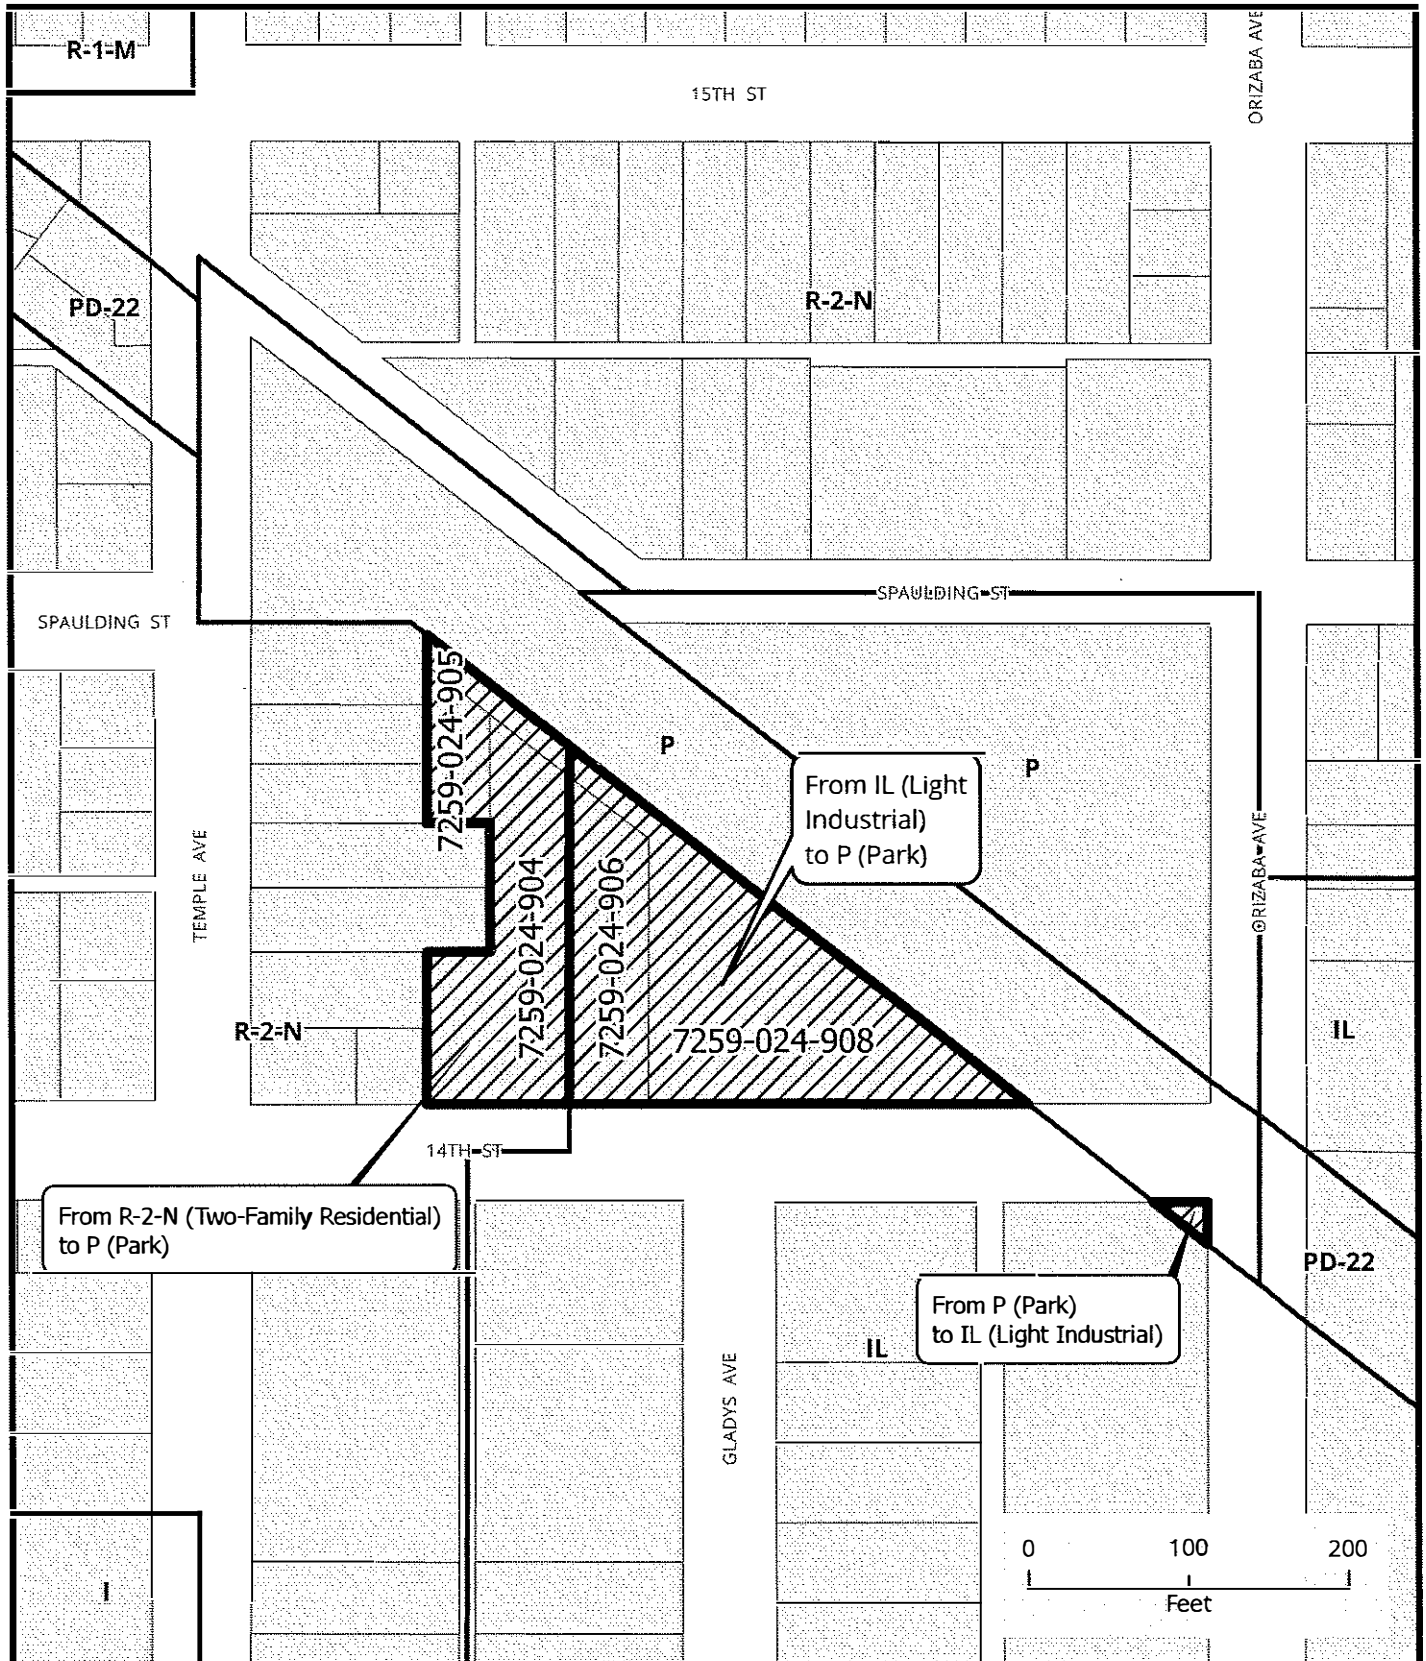 R-1-M
ORIZABA AVE
15TH ST
PD-22
R-2-N
SPAULDING ST
SPAULDING ST
7259-024-905
P
P
From IL (Light
Industrial)
to P (Park)
TEMPLE AVE
ORIZABA AVE
7259-024-904
7259-024-906
R-2-N
7259-024-908
IL
14TH ST
From R-2-N (Two-Family Residential)
to P (Park)
PD-22
From P (Park)
to IL (Light Industrial)
IL
GLADYS AVE
I
0 100 200
Feet